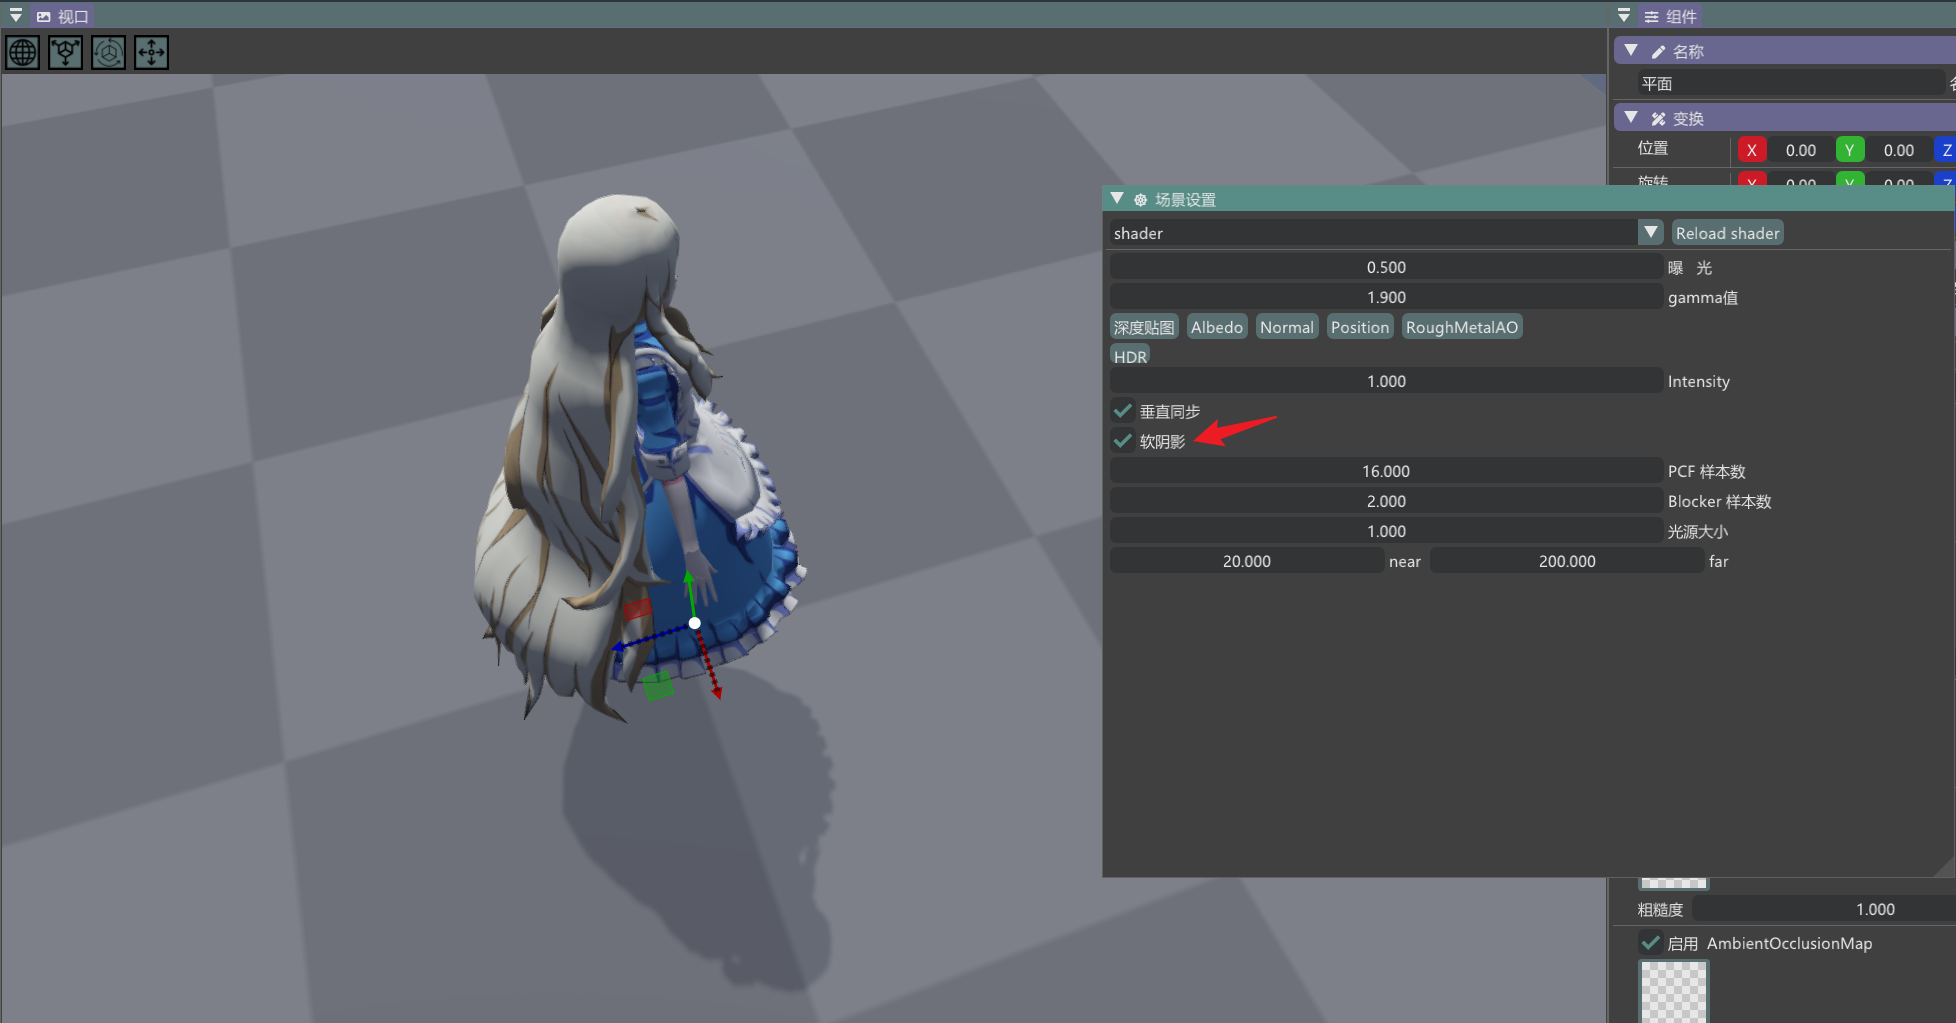 视口
组件
名称
平面
变换
位置 X 0.00 Y 0.00 Z
旋转 X 0.00 Y 0.00 Z
场景设置
shader Reload shader
0.500 曝 光
1.900 gamma值
深度贴图 Albedo Normal Position RoughMetalAO
HDR
1.000 Intensity
垂直同步
软阴影
16.000 PCF 样本数
2.000 Blocker 样本数
1.000 光源大小
20.000 near 200.000 far
粗糙度 1.000
启用 AmbientOcclusionMap